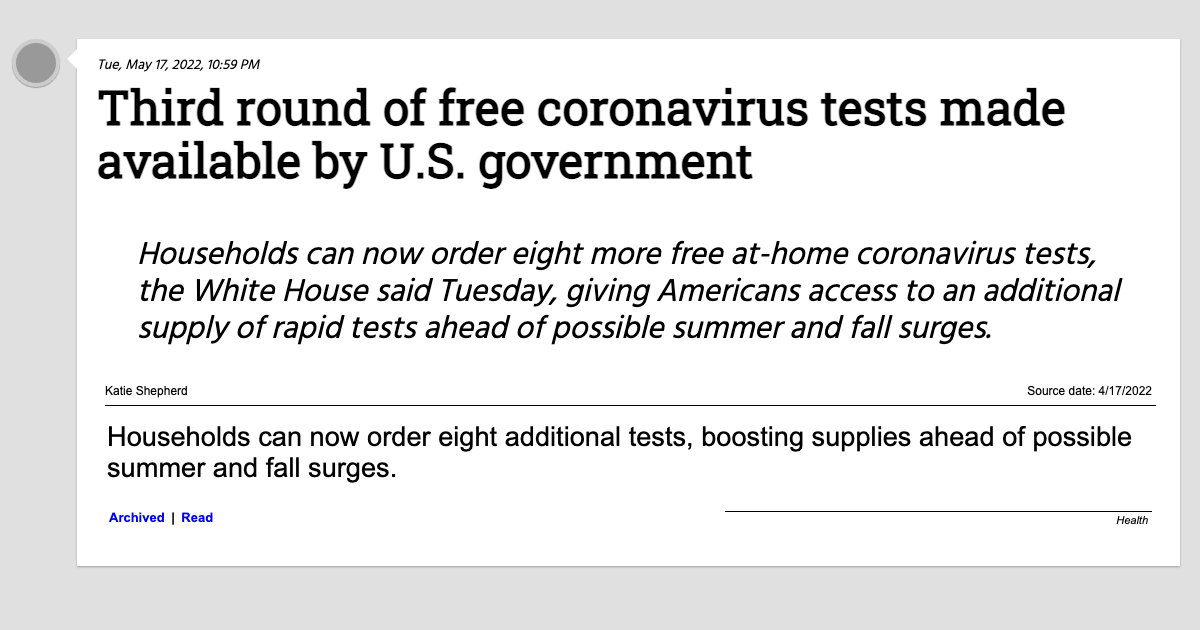 Tue, May 17, 2022, 10:59 PM
Third round of free coronavirus tests made
available by U.S. government
Households can now order eight more free at-home coronavirus tests,
the White House said Tuesday, giving Americans access to an additional
supply of rapid tests ahead of possible summer and fall surges.
Katie Shepherd
Source date: 4/17/2022
Households can now order eight additional tests, boosting supplies ahead of possible
summer and fall surges.
Archived | Read
Health